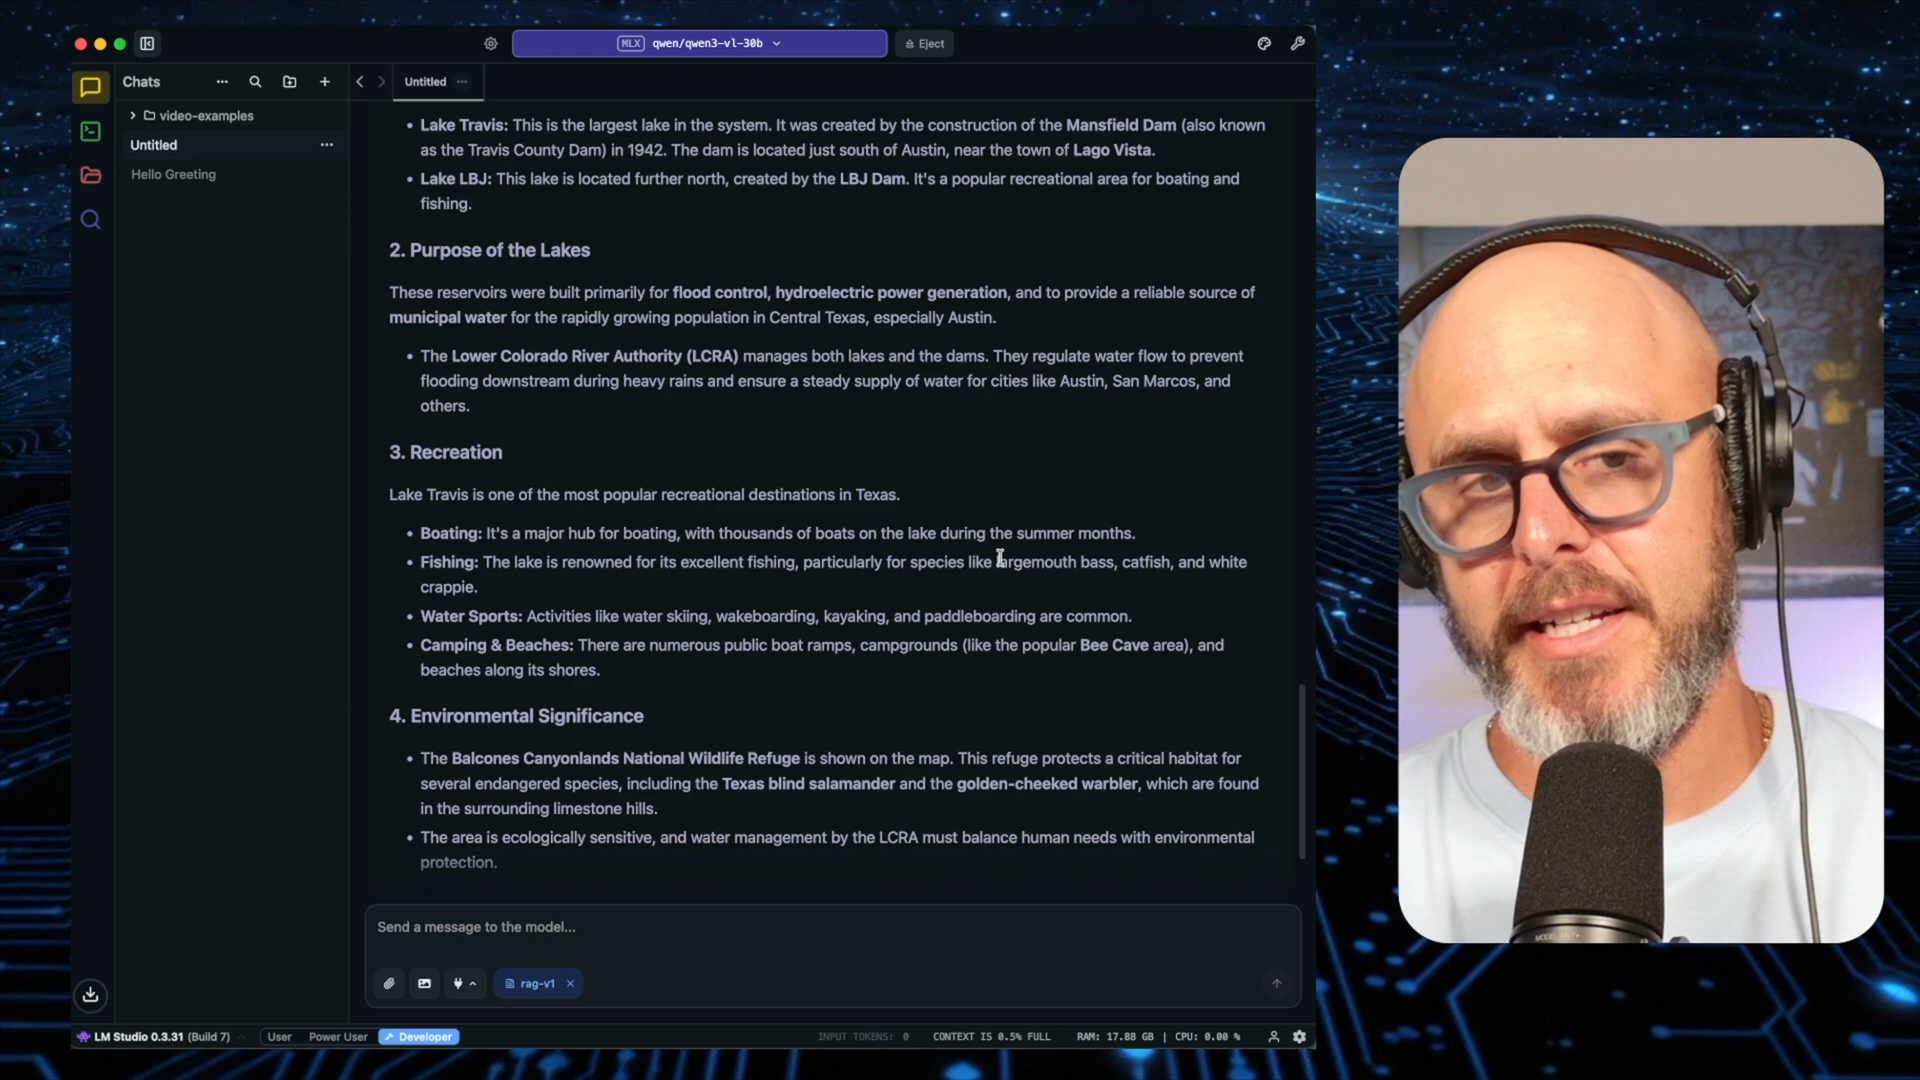 MLX qwen/qwen3-vl-30b
Eject
Chats
Untitled
video-examples
Untitled
Hello Greeting
• Lake Travis: This is the largest lake in the system. It was created by the construction of the Mansfield Dam (also known
as the Travis County Dam) in 1942. The dam is located just south of Austin, near the town of Lago Vista.
• Lake LBJ: This lake is located further north, created by the LBJ Dam. It's a popular recreational area for boating and
fishing.
2. Purpose of the Lakes
These reservoirs were built primarily for flood control, hydroelectric power generation, and to provide a reliable source of
municipal water for the rapidly growing population in Central Texas, especially Austin.
• The Lower Colorado River Authority (LCRA) manages both lakes and the dams. They regulate water flow to prevent
flooding downstream during heavy rains and ensure a steady supply of water for cities like Austin, San Marcos, and
others.
3. Recreation
Lake Travis is one of the most popular recreational destinations in Texas.
• Boating: It's a major hub for boating, with thousands of boats on the lake during the summer months.
• Fishing: The lake is renowned for its excellent fishing, particularly for species like largemouth bass, catfish, and white
crappie.
• Water Sports: Activities like water skiing, wakeboarding, kayaking, and paddleboarding are common.
• Camping & Beaches: There are numerous public boat ramps, campgrounds (like the popular Bee Cave area), and
beaches along its shores.
4. Environmental Significance
• The Balcones Canyonlands National Wildlife Refuge is shown on the map. This refuge protects a critical habitat for
several endangered species, including the Texas blind salamander and the golden-cheeked warbler, which are found
in the surrounding limestone hills.
• The area is ecologically sensitive, and water management by the LCRA must balance human needs with environmental
protection.
Send a message to the model...
rag-v1
LM Studio 0.3.31 (Build 7)
User
Power User
Developer
INPUT TOKENS: 0
CONTEXT IS 0.5% FULL
RAM: 17.88 GB | CPU: 0.00 %